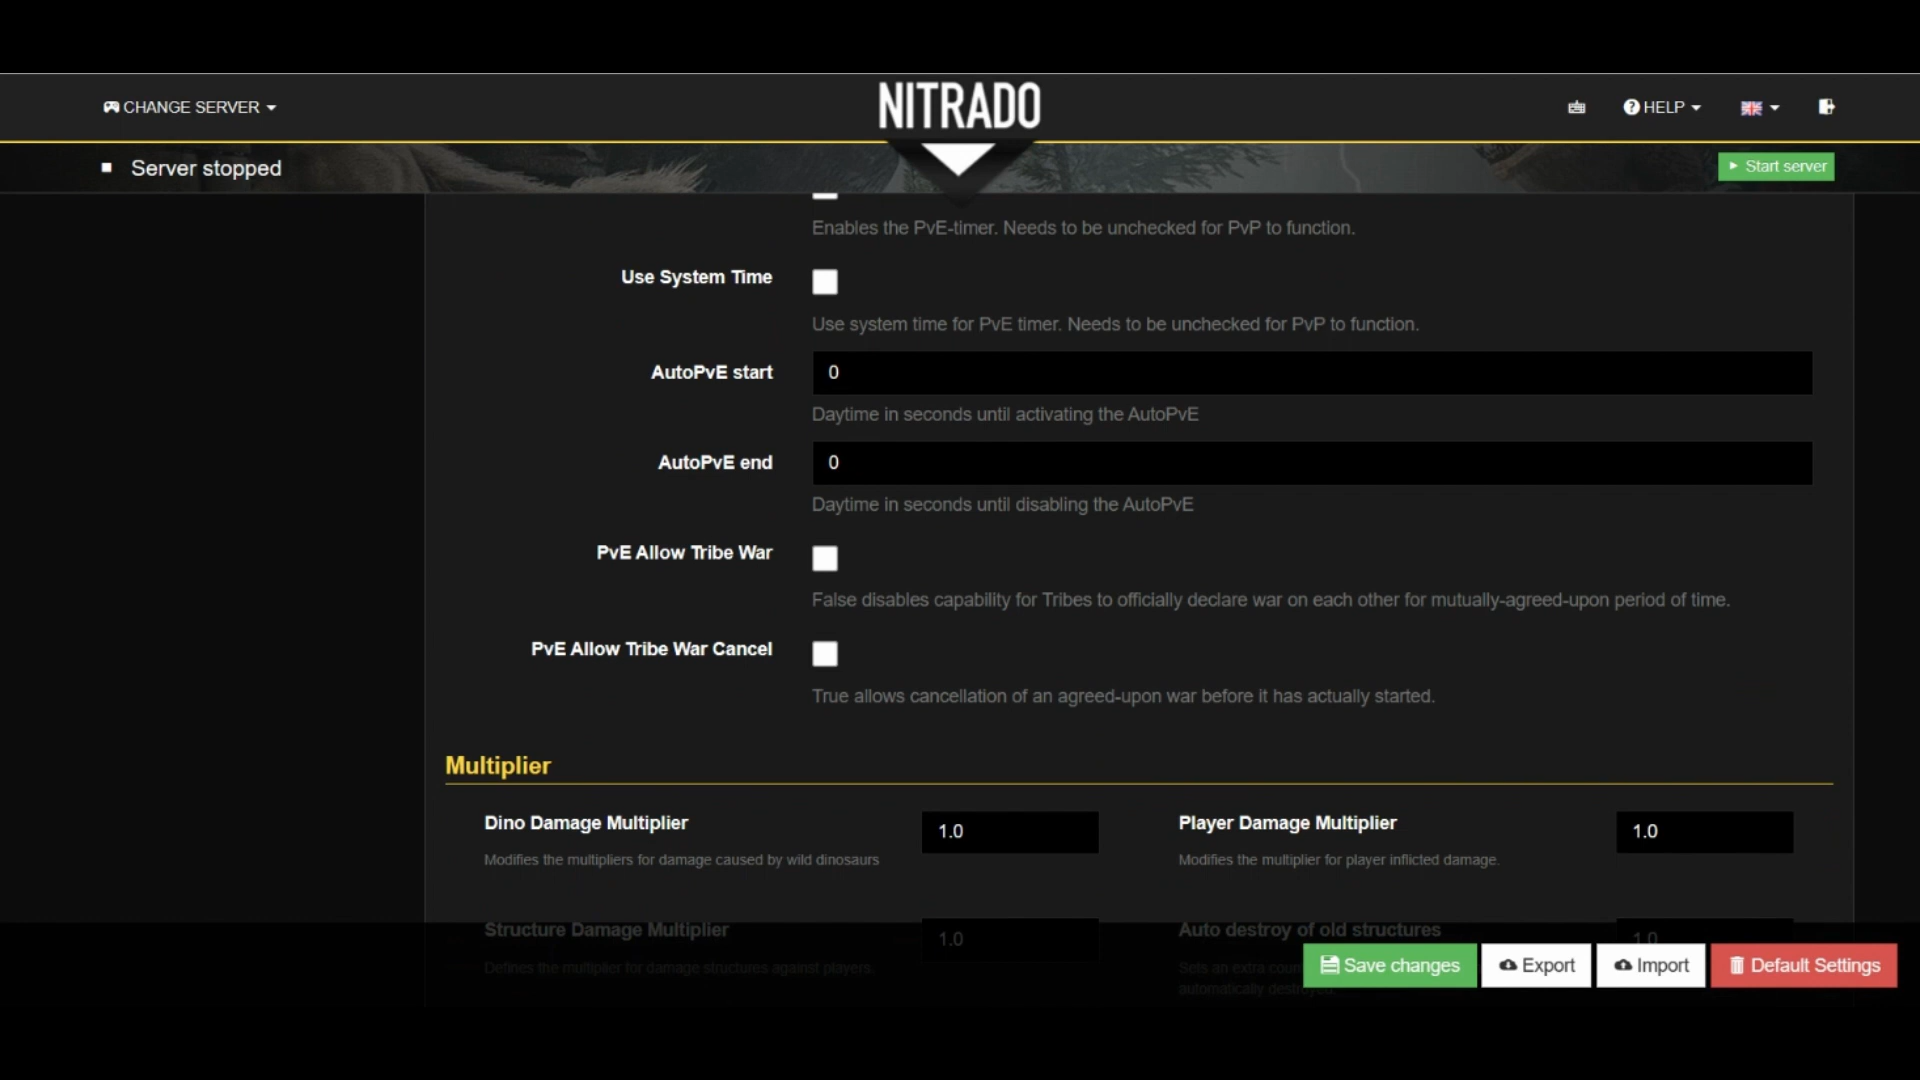 CHANGE SERVER
NITRADO
HELP
Server stopped
Start server
Enables the PvE-timer. Needs to be unchecked for PvP to function.
Use System Time
Use system time for PvE timer. Needs to be unchecked for PvP to function.
AutoPvE start
0
Daytime in seconds until activating the AutoPvE
AutoPvE end
0
Daytime in seconds until disabling the AutoPvE
PvE Allow Tribe War
False disables capability for Tribes to officially declare war on each other for mutually-agreed-upon period of time.
PvE Allow Tribe War Cancel
True allows cancellation of an agreed-upon war before it has actually started.
Multiplier
Dino Damage Multiplier
1.0
Modifies the multipliers for damage caused by wild dinosaurs
Player Damage Multiplier
1.0
Modifies the multiplier for player inflicted damage.
Structure Damage Multiplier
1.0
Defines the multiplier for damage structures against players.
Auto destroy of old structures
1.0
Sets an extra
automatically destroyed.
Save changes
Export
Import
Default Settings